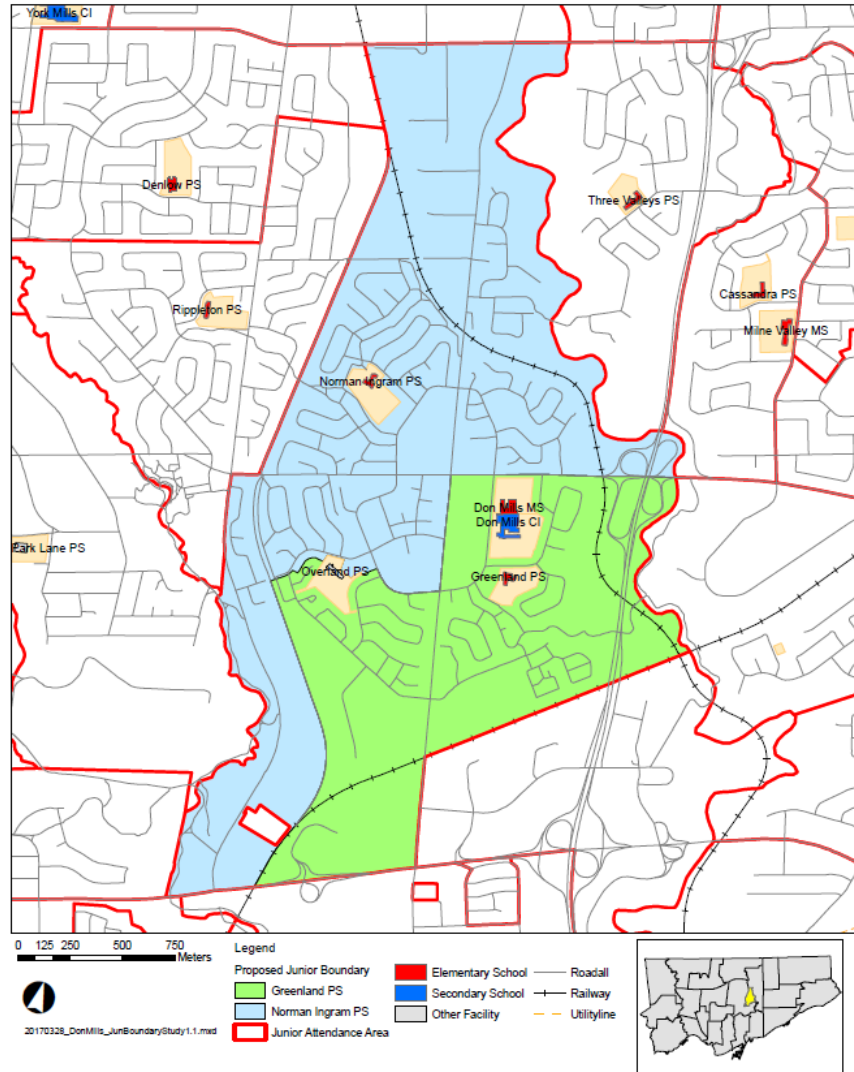 York Mills CI
Denlow PS
Three Valleys PS
Cassandra PS
Rippleton PS
Milne Valley MS
Norman Ingram PS
Don Mills MS
Don Mills CI
Park Lane PS
Overland PS
Greenland PS
0 125 250 500 750
Meters
Legend
Proposed Junior Boundary
Greenland PS
Norman Ingram PS
Junior Attendance Area
Elementary School
Secondary School
Other Facility
Roadall
Railway
Utilityline
20170328_DonMills_JunBoundaryStudy1.1.mxd